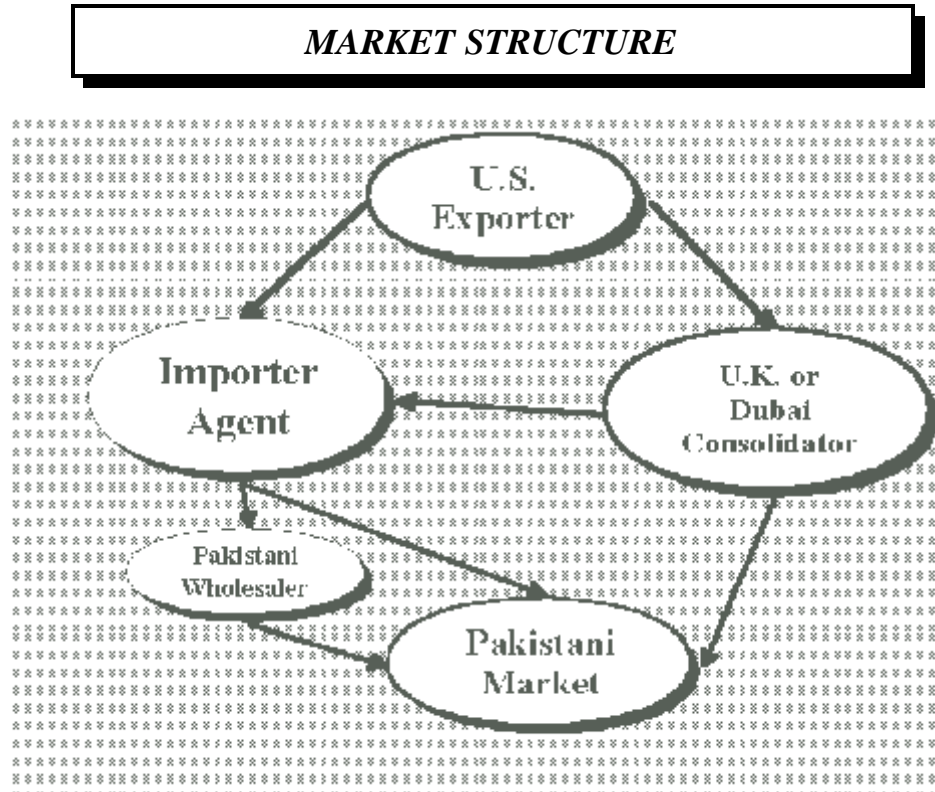 MARKET STRUCTURE
U.S.
Exporter
Importer
Agent
U.K. or
Dubai
Consolidator
Pakistani
Wholesaler
Pakistani
Market